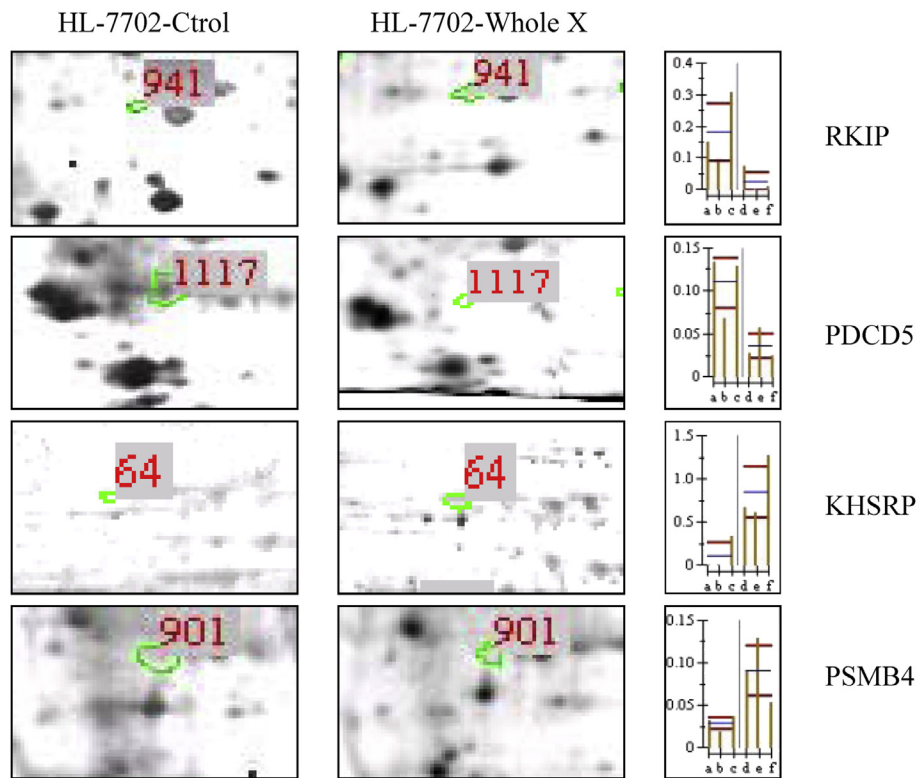 HL-7702-Ctrol HL-7702-Whole X
941 941
0.4
0.3
0.2
0.1
0
a b c d e f
RKIP
1117 1117
0.15
0.10
0.05
0
a b c d e f
PDCD5
64 64
1.5
1.0
0.5
0
a b c d e f
KHSRP
901 901
0.15
0.10
0.05
0
a b c d e f
PSMB4